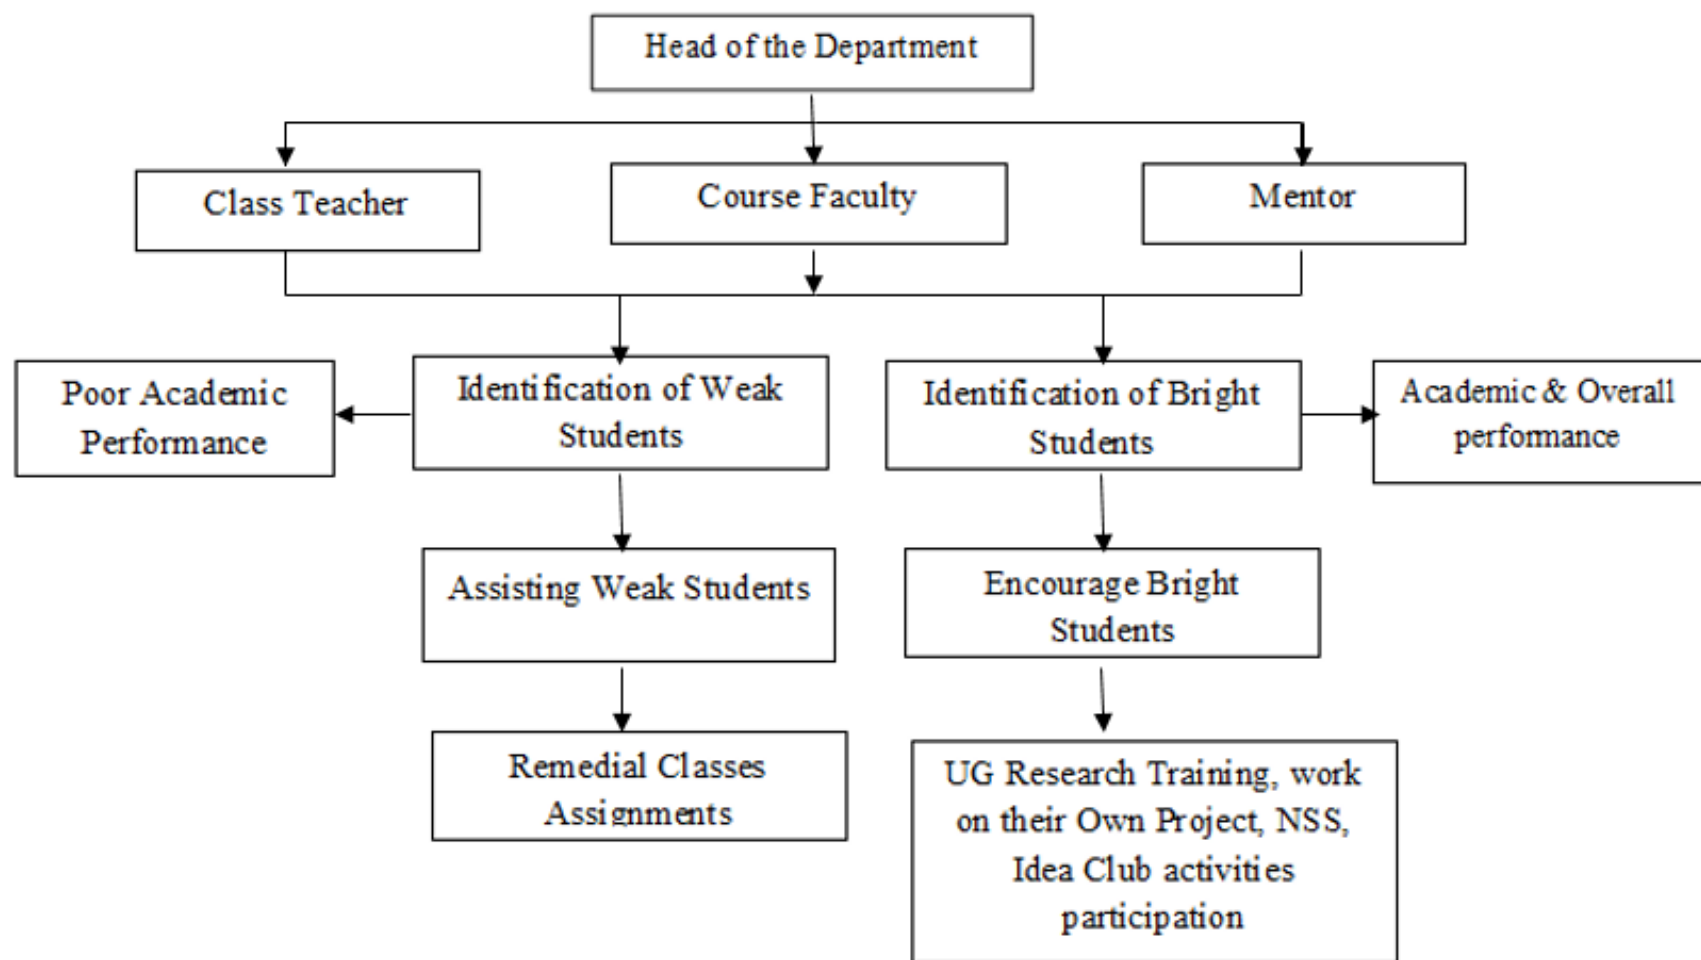 Head of the Department
Class Teacher
Course Faculty
Mentor
Poor Academic
Performance
Identification of Weak
Students
Identification of Bright
Students
Academic & Overall
performance
Assisting Weak Students
Encourage Bright
Students
Remedial Classes
Assignments
UG Research Training, work
on their Own Project, NSS,
Idea Club activities
participation